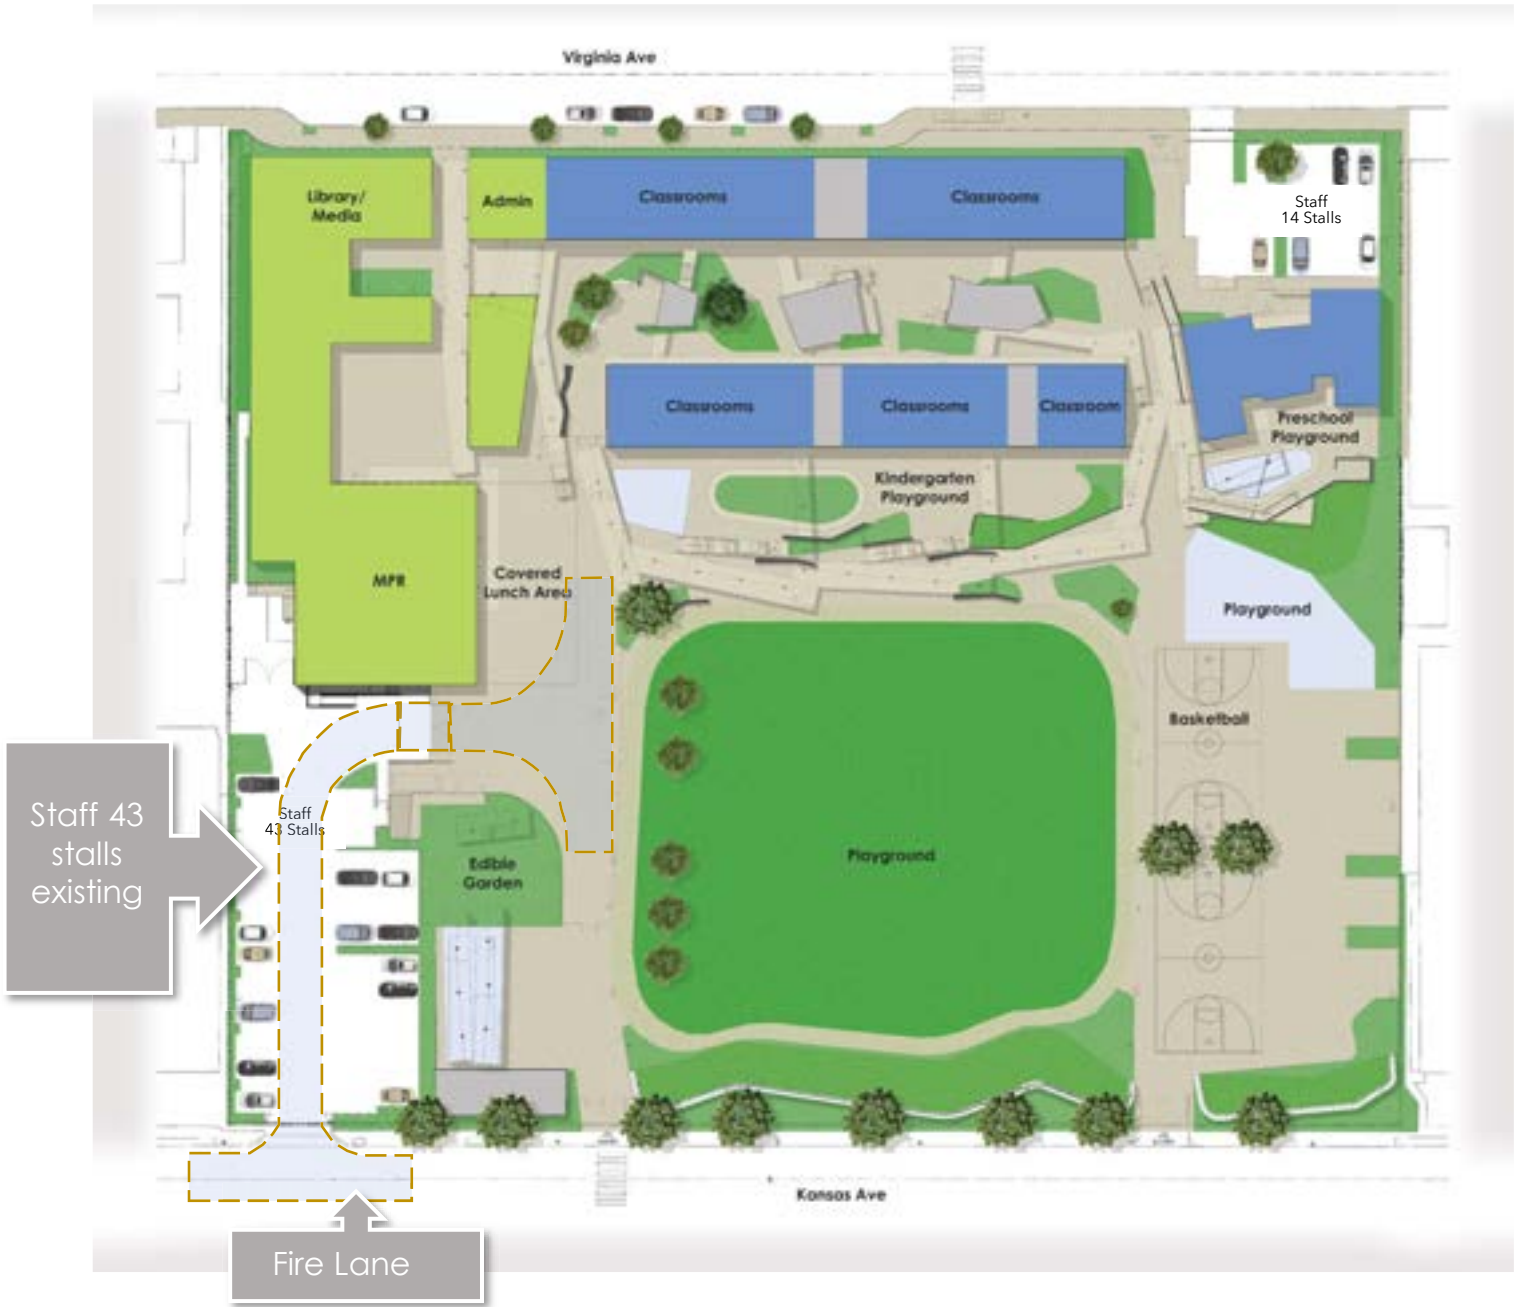 Virginia Ave
Library/
Media
Admin
Classrooms
Classrooms
Staff
14 Stalls
Classrooms
Classrooms
Classroom
Preschool
Playground
Kindergarten
Playground
MPR
Covered
Lunch Area
Playground
Basketball
Staff 43
stalls
existing
Staff
43 Stalls
Edible
Garden
Playground
Kansas Ave
Fire Lane